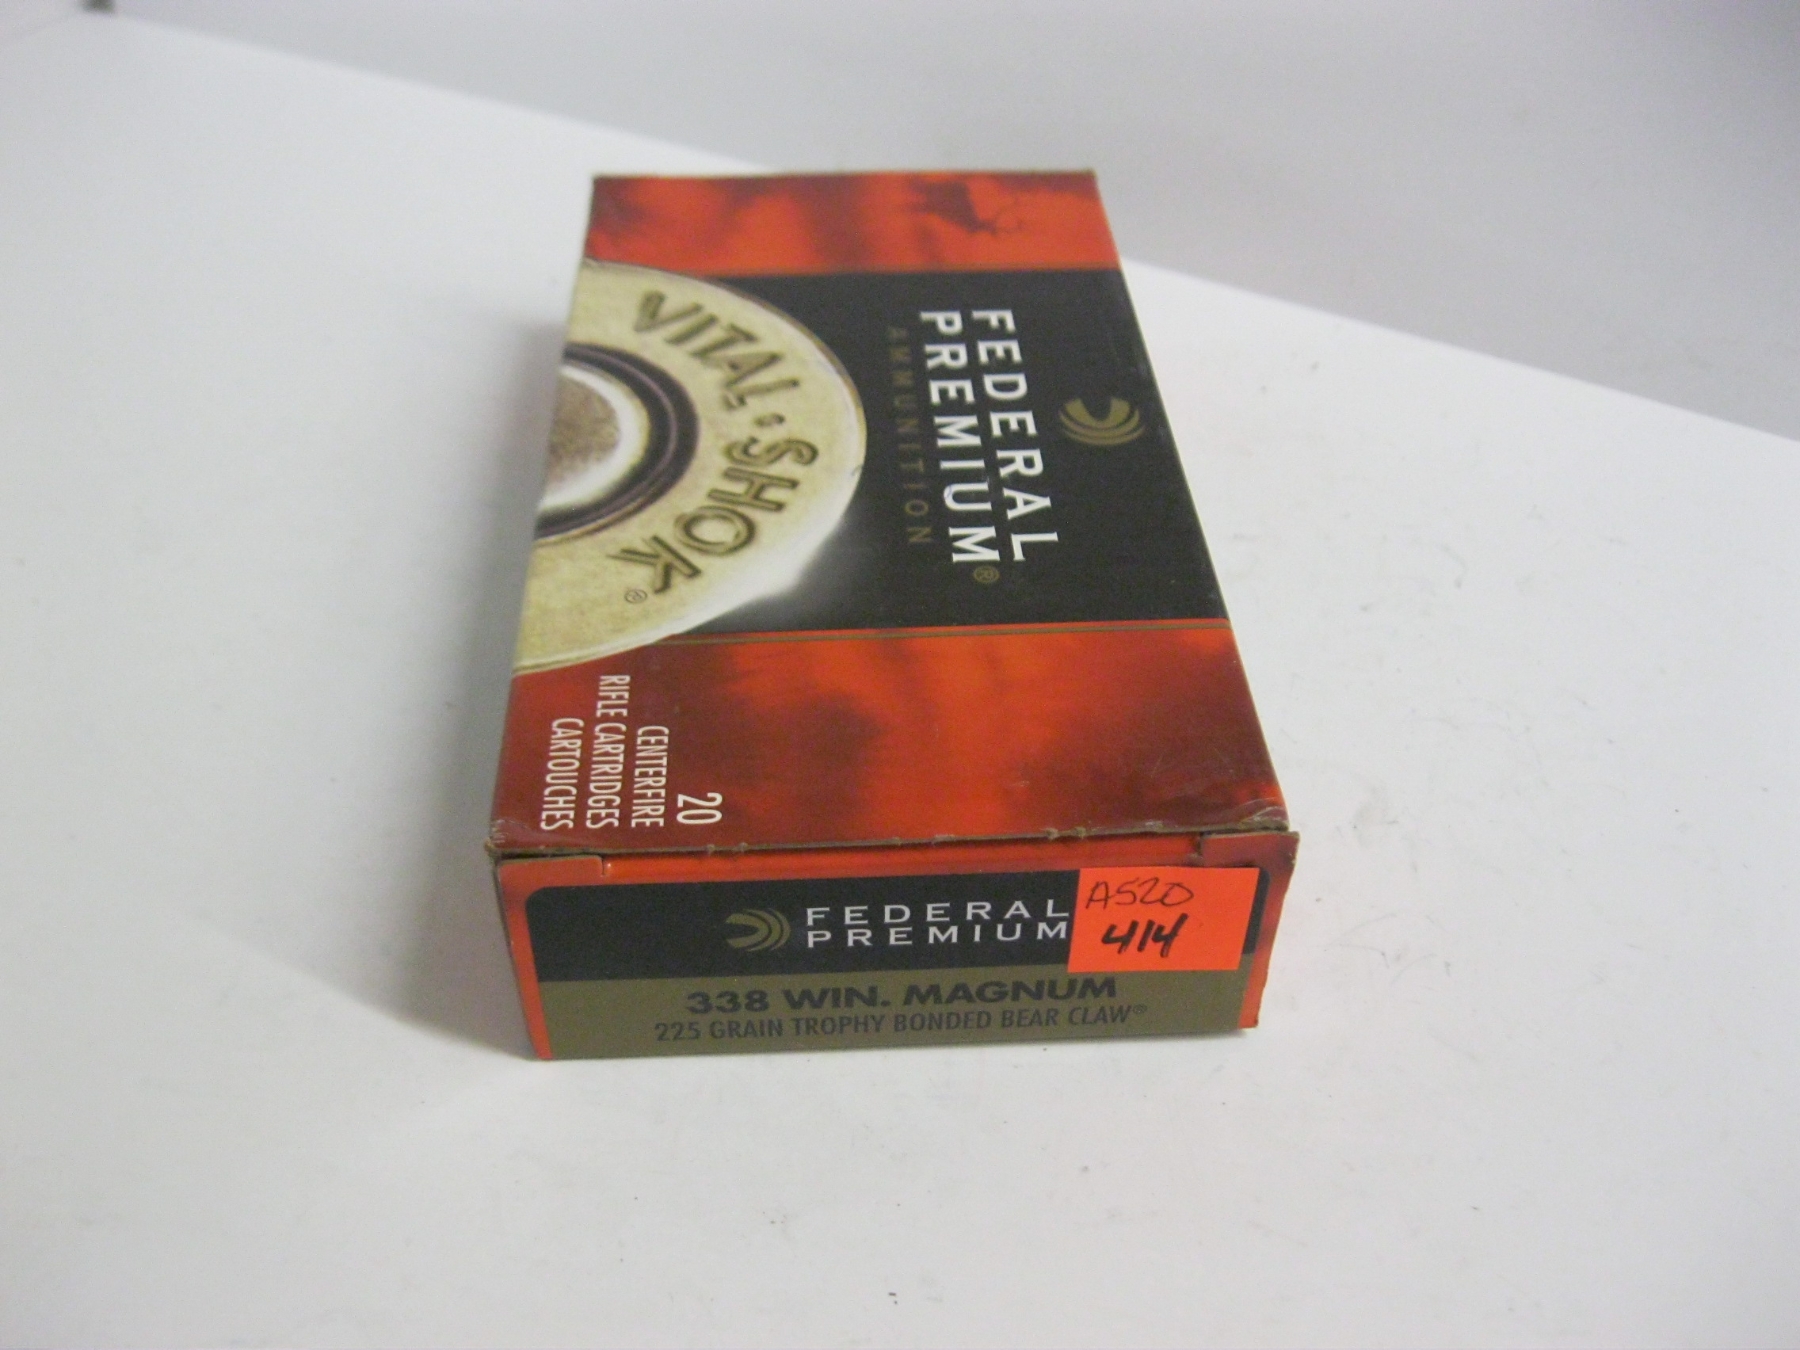 FEDERAL
PREMIUM®
AMMUNITION
VITAL•SHOK®
20
CENTERFIRE
RIFLE CARTRIDGES
CARTOUCHES
FEDERAL
PREMIUM
A520
414
338 WIN. MAGNUM
225 GRAIN TROPHY BONDED BEAR CLAW®